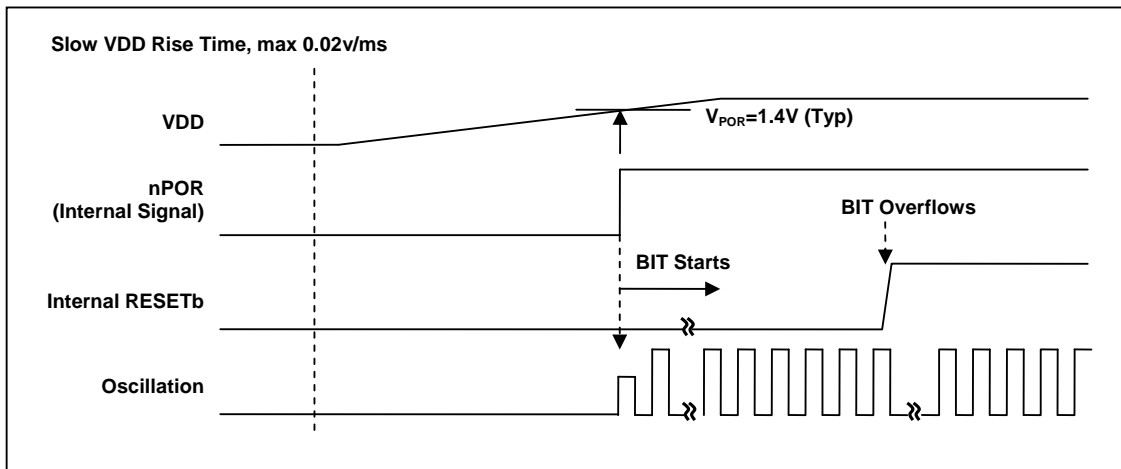 Slow VDD Rise Time, max 0.02v/ms
VDD
VPOR=1.4V (Typ)
nPOR
(Internal Signal)
BIT Overflows
BIT Starts
Internal RESETb
Oscillation